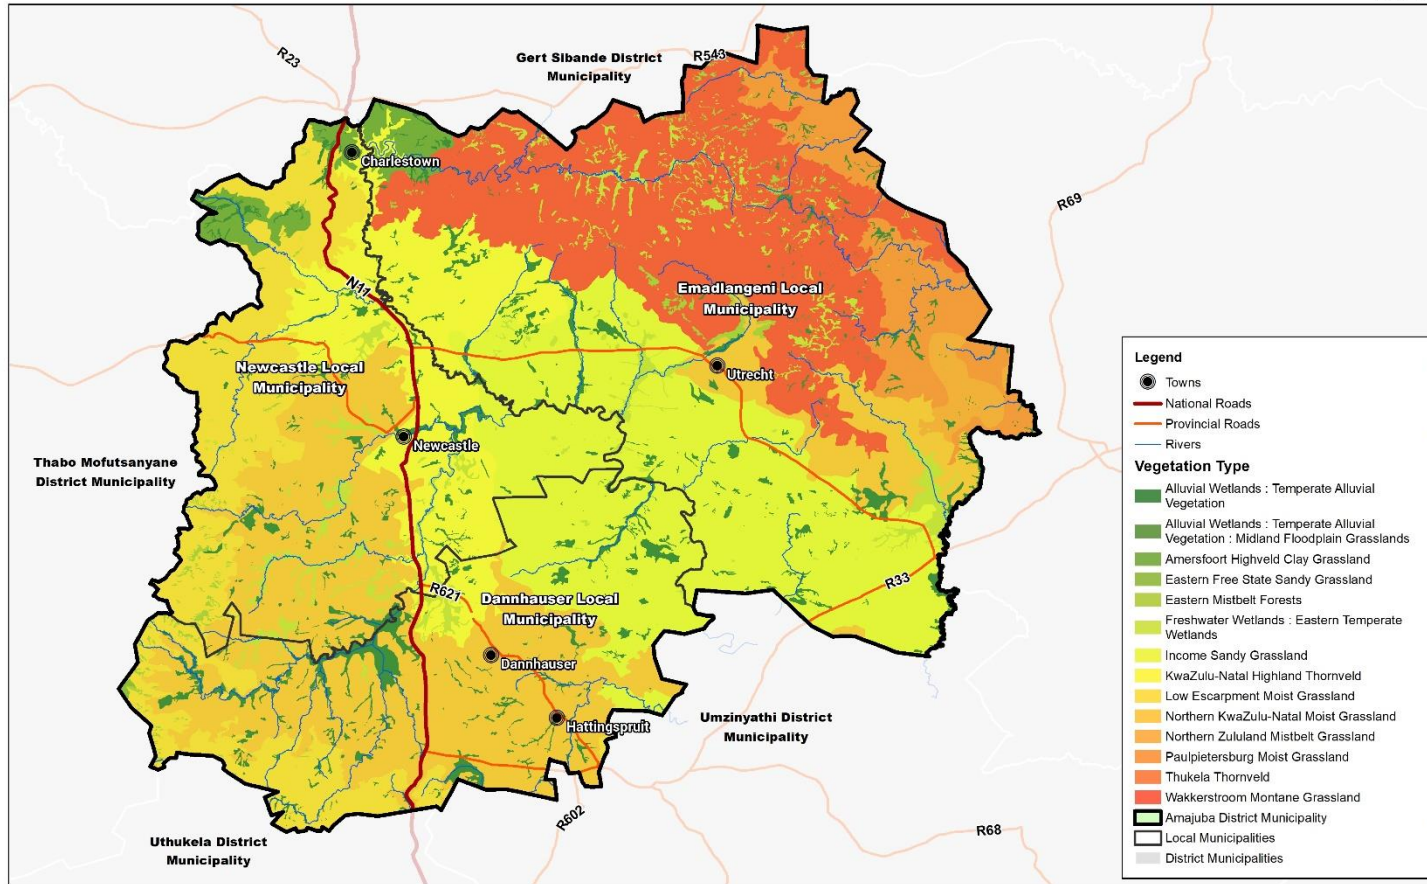 R23
Gert Sibande District
Municipality
R543
Charlestown
R69
N11
Emadlangeni Local
Municipality
Newcastle Local
Municipality
Utrecht
Newcastle
Thabo Mofutsanyane
District Municipality
R621
Dannhauser Local
Municipality
R33
Dannhauser
Hattingspruit
Umzinyathi District
Municipality
R602
R68
Uthukela District
Municipality
Legend
Towns
National Roads
Provincial Roads
Rivers
Vegetation Type
Alluvial Wetlands : Temperate Alluvial
Vegetation
Alluvial Wetlands : Temperate Alluvial
Vegetation : Midland Floodplain Grasslands
Amersfoort Highveld Clay Grassland
Eastern Free State Sandy Grassland
Eastern Mistbelt Forests
Freshwater Wetlands : Eastern Temperate
Wetlands
Income Sandy Grassland
KwaZulu-Natal Highland Thornveld
Low Escarpment Moist Grassland
Northern KwaZulu-Natal Moist Grassland
Northern Zululand Mistbelt Grassland
Paulpietersburg Moist Grassland
Thukela Thornveld
Wakkerstroom Montane Grassland
Amajuba District Municipality
Local Municipalities
District Municipalities